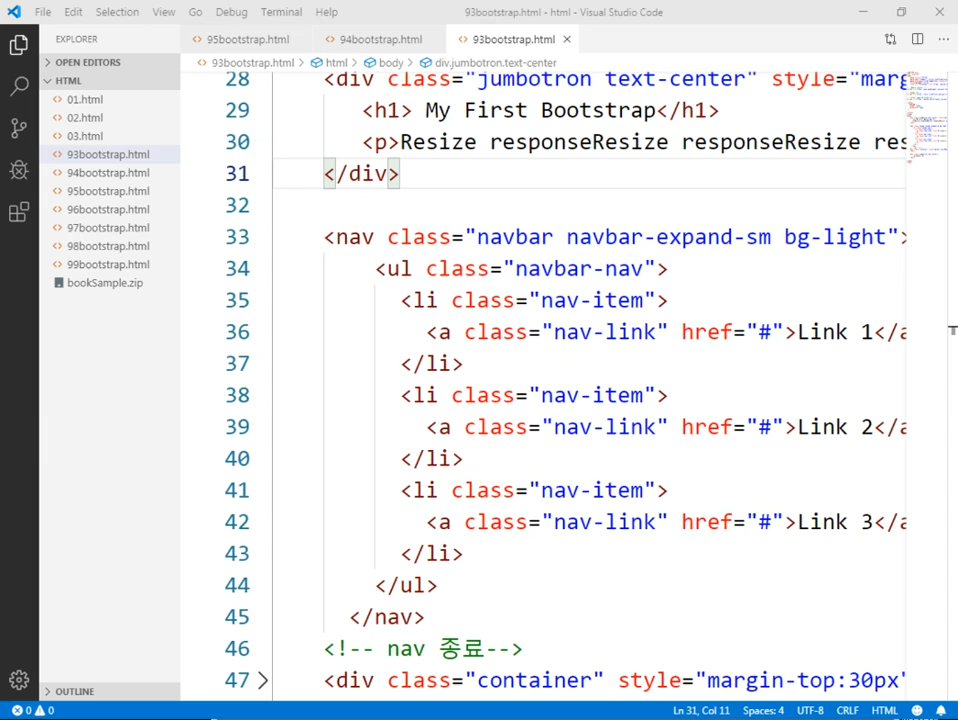 File Edit Selection View Go Debug Terminal Help 93bootstrap.html - html - Visual Studio Code
EXPLORER 95bootstrap.html 94bootstrap.html 93bootstrap.html
OPEN EDITORS
HTML
01.html
02.html
03.html
93bootstrap.html
94bootstrap.html
95bootstrap.html
96bootstrap.html
97bootstrap.html
98bootstrap.html
99bootstrap.html
bookSample.zip
OUTLINE
93bootstrap.html > html > body > div.jumbotron.text-center
28 <div class="jumbotron text-center" style="marg
29 <h1> My First Bootstrap</h1>
30 <p>Resize responseResize responseResize res
31 </div>
32
33 <nav class="navbar navbar-expand-sm bg-light">
34 <ul class="navbar-nav">
35 <li class="nav-item">
36 <a class="nav-link" href="#">Link 1</a
37 </li>
38 <li class="nav-item">
39 <a class="nav-link" href="#">Link 2</a
40 </li>
41 <li class="nav-item">
42 <a class="nav-link" href="#">Link 3</a
43 </li>
44 </ul>
45 </nav>
46 <!-- nav 종료-->
47 <div class="container" style="margin-top:30px"
0 0 Ln 31, Col 11 Spaces: 4 UTF-8 CRLF HTML